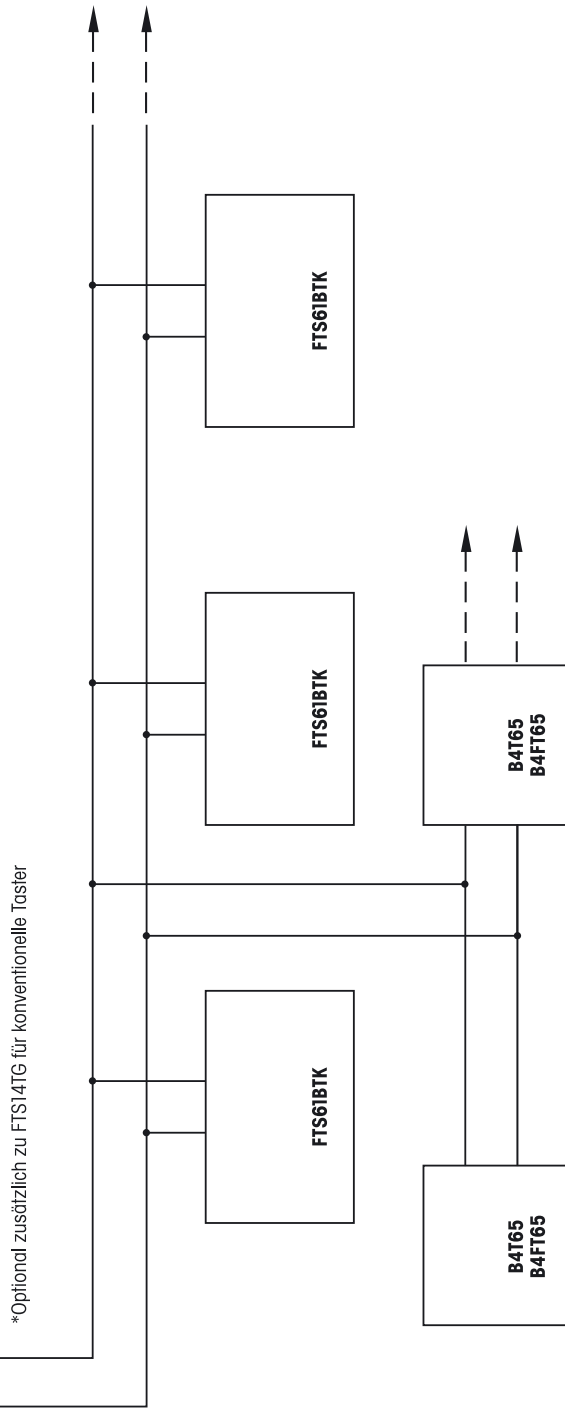 *Optional zusätzlich zu FTS14TG für konventionelle Taster
FTS61BTK
FTS61BTK
FTS61BTK
B4T65
B4FT65
B4T65
B4FT65